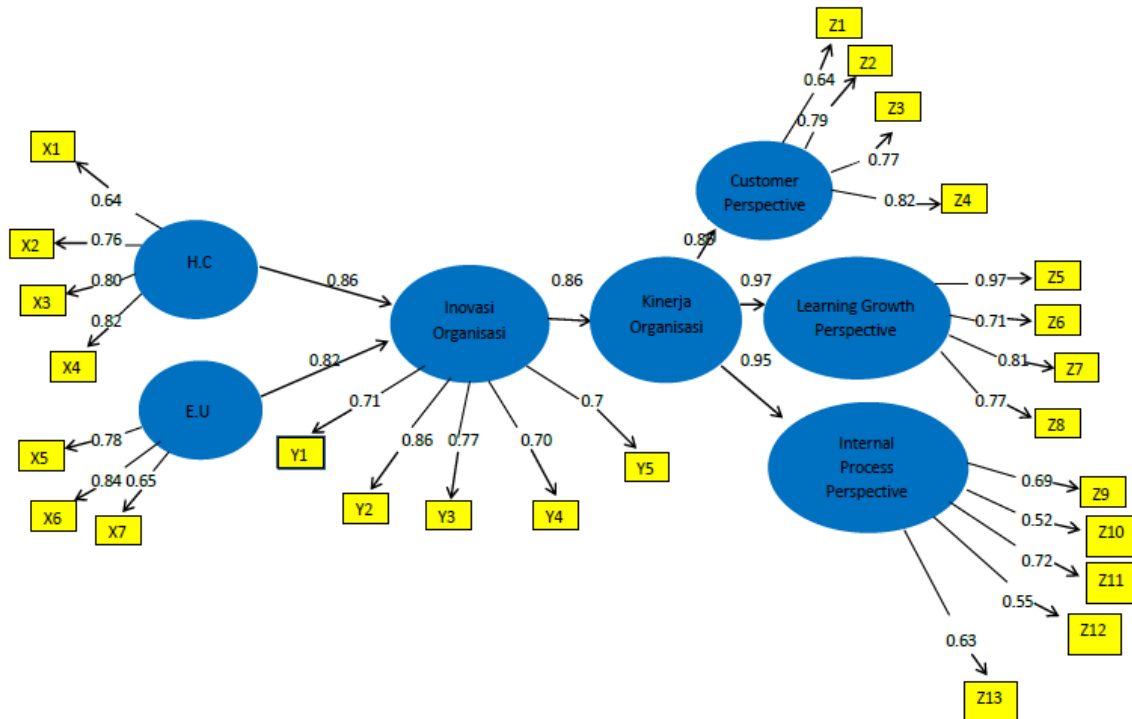 Z1
Z2
0.64
0.79
Z3
0.77
X1
0.64
Customer
Perspective
0.82
Z4
X2
0.76
H.C
X3
0.80
0.82
X4
0.86
Inovasi
Organisasi
0.86
Kinerja
Organisasi
0.97
Learning Growth
Perspective
0.97
Z5
0.71
Z6
0.81
Z7
0.77
Z8
E.U
0.82
X5
0.78
0.84
0.65
X6
X7
0.71
Y1
0.86
Y2
0.77
Y3
0.70
Y4
0.7
Y5
0.95
Internal
Process
Perspective
0.69
Z9
0.52
Z10
0.72
Z11
0.55
Z12
0.63
Z13